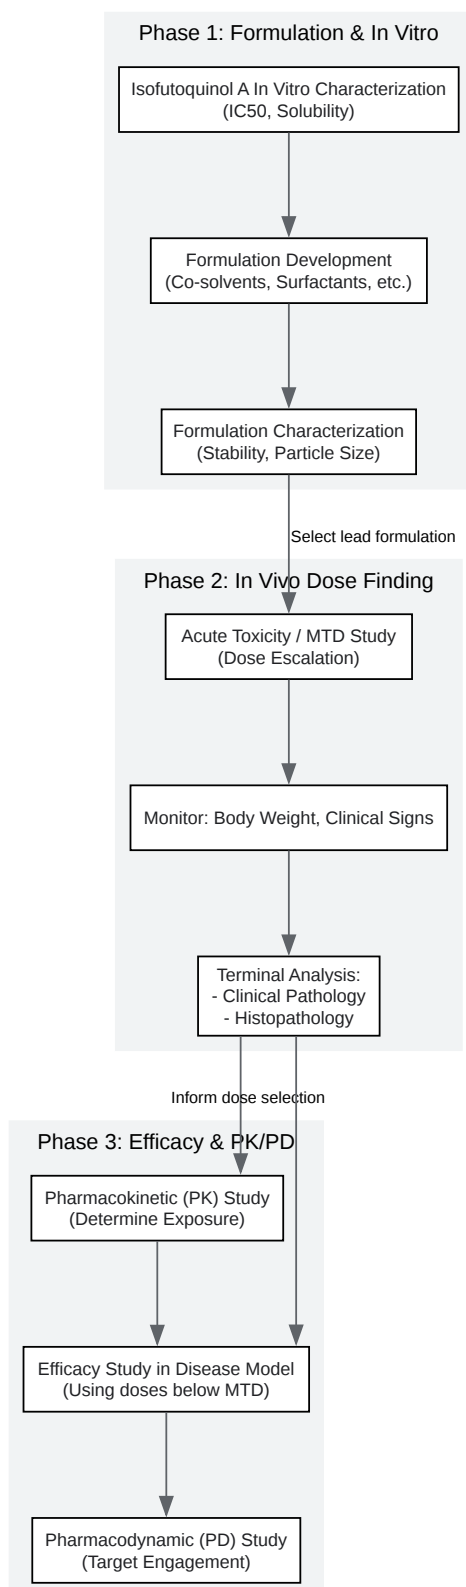 Phase 1: Formulation & In Vitro
Isofutoquinol A In Vitro Characterization
(IC50, Solubility)
Formulation Development
(Co-solvents, Surfactants, etc.)
Formulation Characterization
(Stability, Particle Size)
Select lead formulation
Phase 2: In Vivo Dose Finding
Acute Toxicity / MTD Study
(Dose Escalation)
Monitor: Body Weight, Clinical Signs
Terminal Analysis:
- Clinical Pathology
- Histopathology
Inform dose selection
Phase 3: Efficacy & PK/PD
Pharmacokinetic (PK) Study
(Determine Exposure)
Efficacy Study in Disease Model
(Using doses below MTD)
Pharmacodynamic (PD) Study
(Target Engagement)